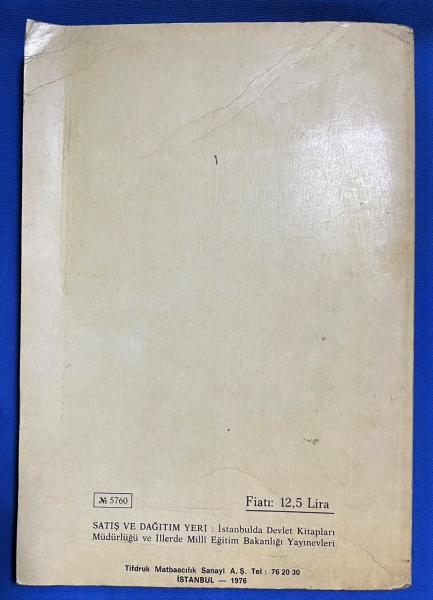 № 5760
Fiatı: 12,5 Lira
SATIŞ VE DAĞITIM YERİ : İstanbulda Devlet Kitapları
Müdürlüğü ve İllerde Millî Eğitim Bakanlığı Yayınevleri
Tifdruk Matbaacılık Sanayi A. Ş. Tel : 76 20 30
İSTANBUL — 1976